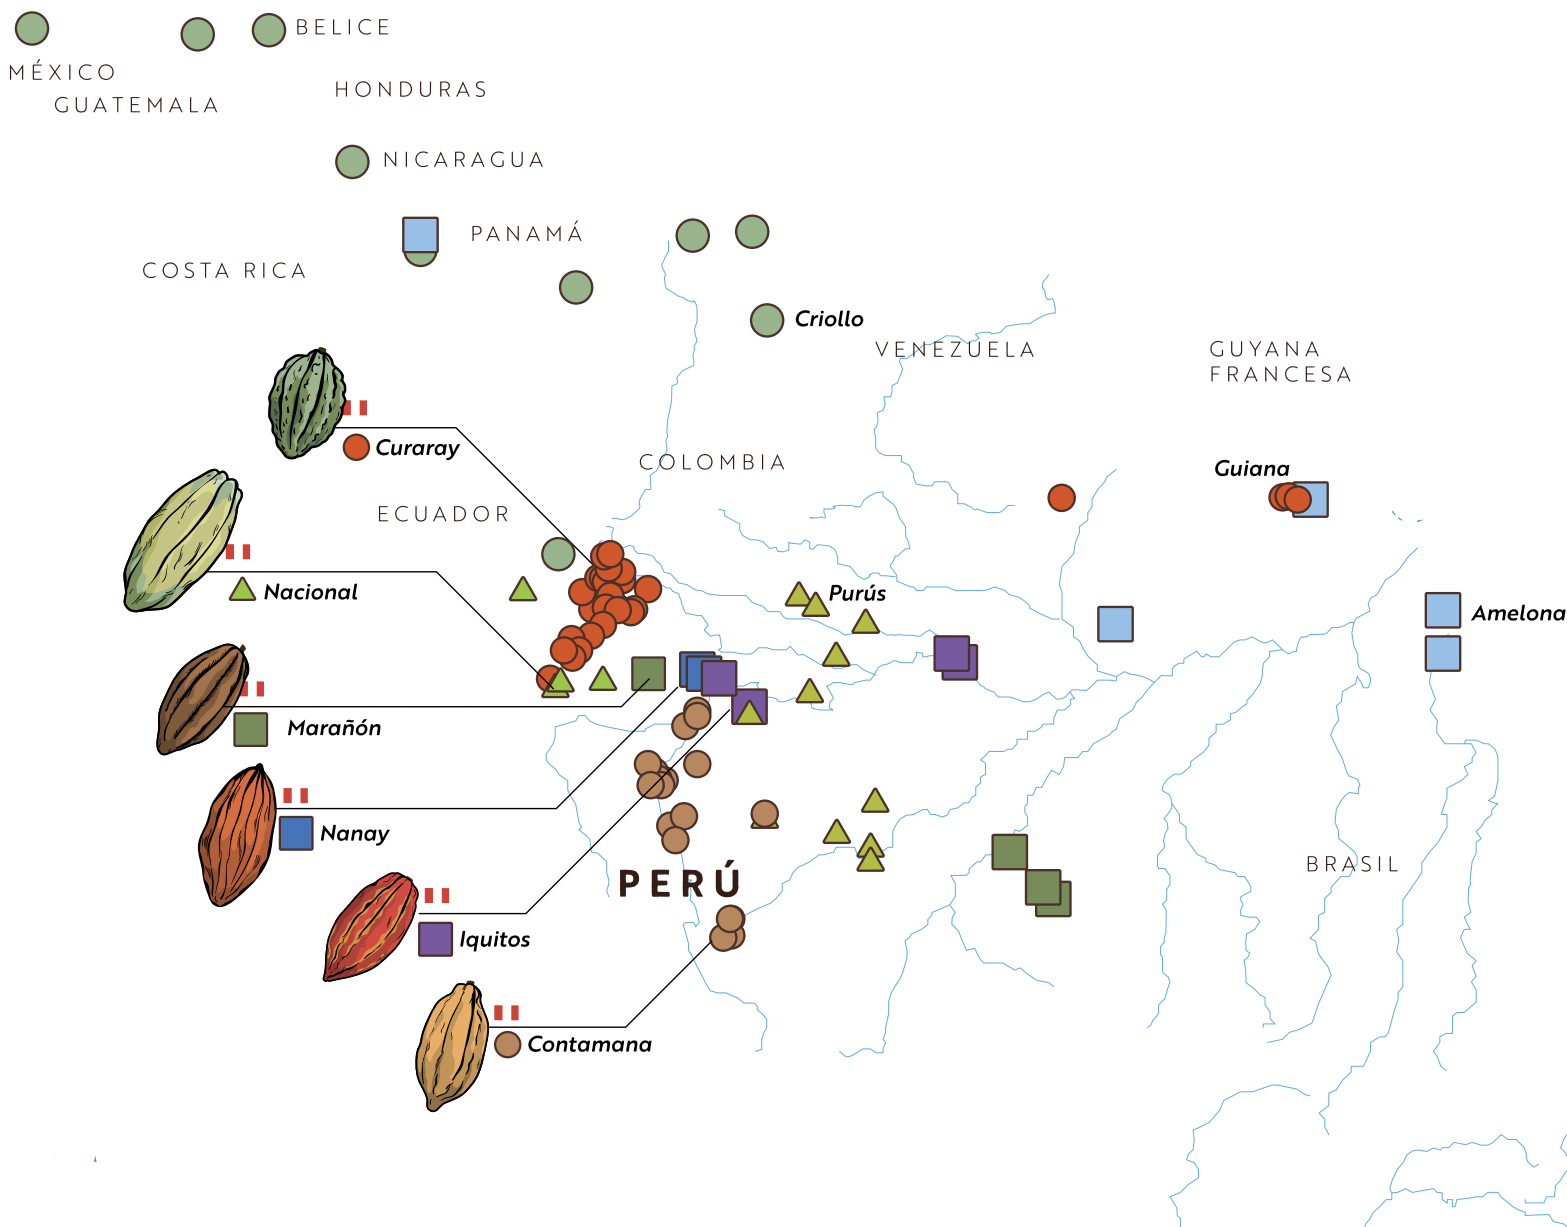 BELICE
MÉXICO
GUATEMALA
HONDURAS
NICARAGUA
PANAMÁ
COSTA RICA
Criollo
VENEZUELA
GUYANA
FRANCESA
Curaray
COLOMBIA
Guiana
ECUADOR
Nacional
Purús
Amelona
Marañón
Nanay
BRASIL
PERÚ
Iquitos
Contamana